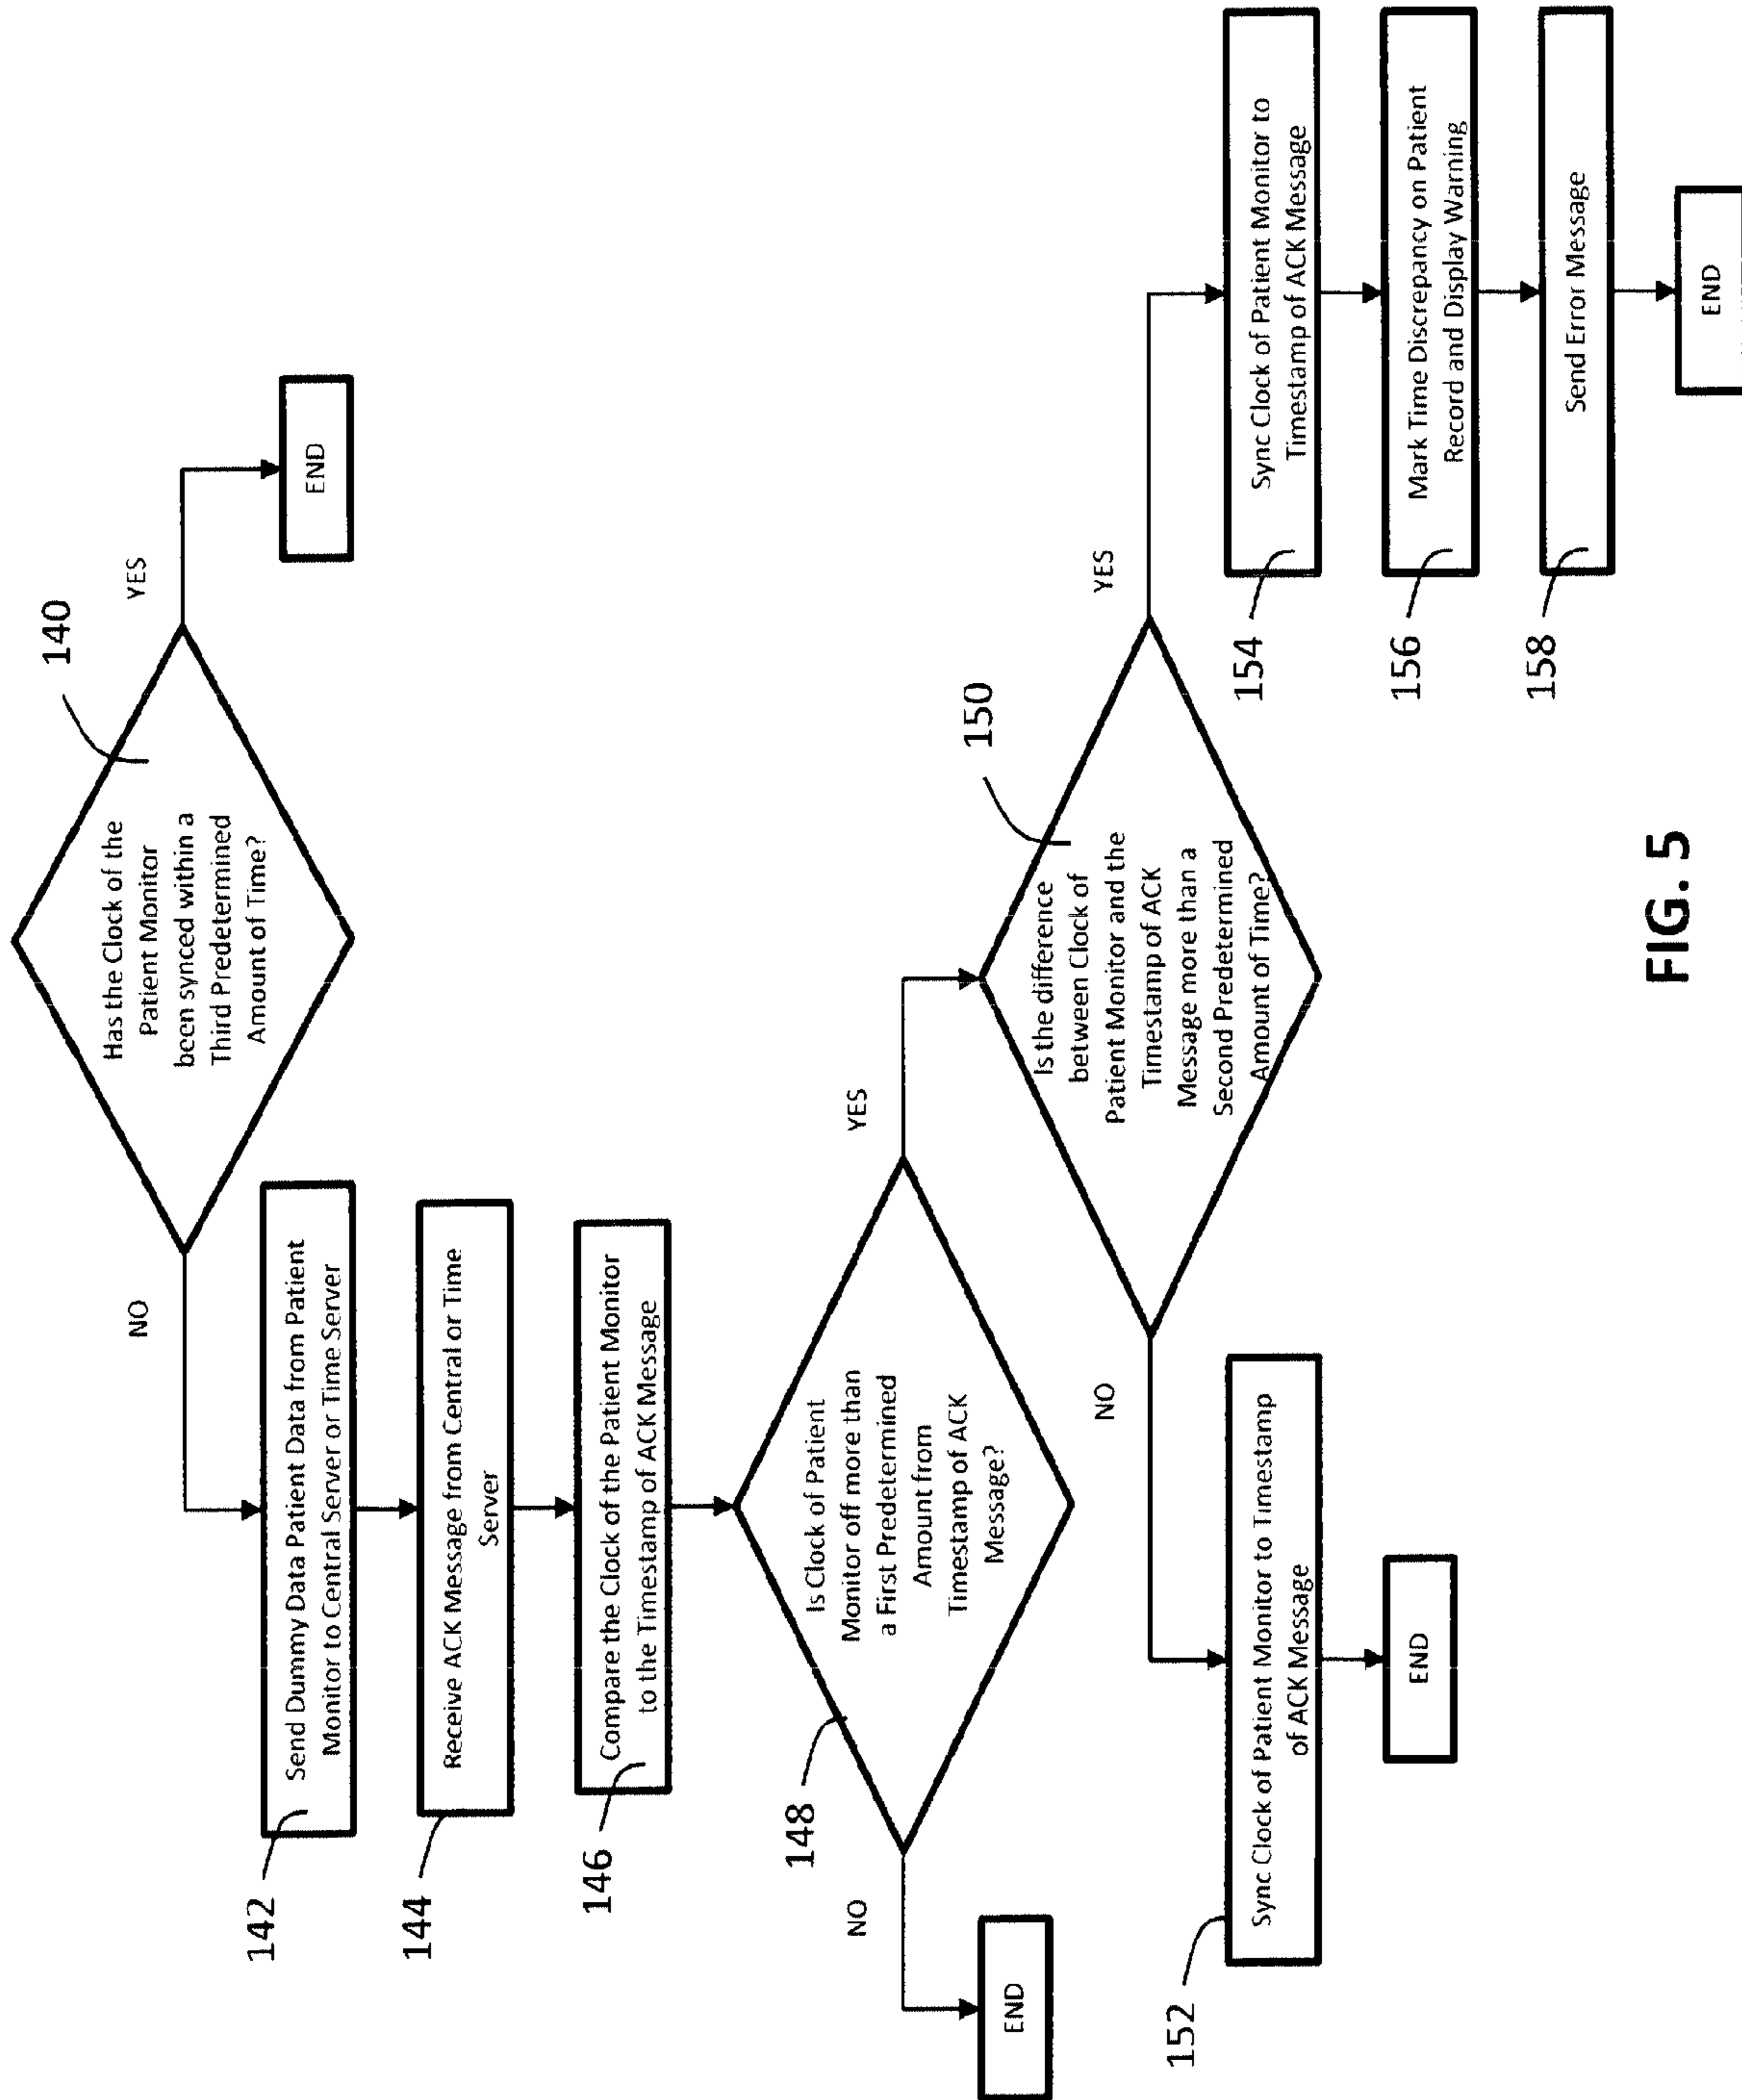 140
Has the Clock of the
Patient Monitor
been synced within a
Third Predetermined
Amount of Time?
YES
END
NO
142
Send Dummy Data Patient Data from Patient
Monitor to Central Server or Time Server
144
Receive ACK Message from Central or Time
Server
146
Compare the Clock of the Patient Monitor
to the Timestamp of ACK Message
148
Is Clock of Patient
Monitor off more than
a First Predetermined
Amount from
Timestamp of ACK
Message?
NO
END
YES
150
Is the difference
between Clock of
Patient Monitor and the
Timestamp of ACK
Message more than a
Second Predetermined
Amount of Time?
NO
152
Sync Clock of Patient Monitor to Timestamp
of ACK Message
END
YES
154
Sync Clock of Patient Monitor to
Timestamp of ACK Message
156
Mark Time Discrepancy on Patient
Record and Display Warning
158
Send Error Message
END
FIG. 5